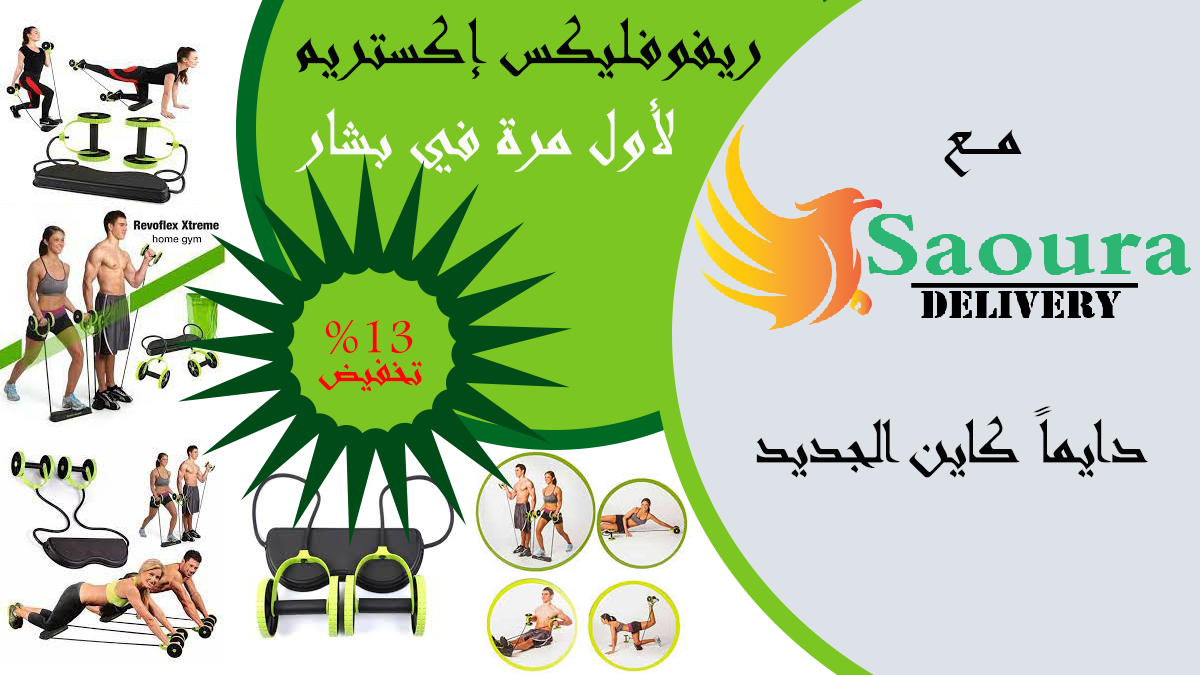 ريفوفليكس إكستريم
لأول مرة في بشار
مع
Saoura
DELIVERY
دايماً كاين الجديد
%13
تخفيض
Revoflex Xtreme
home gym